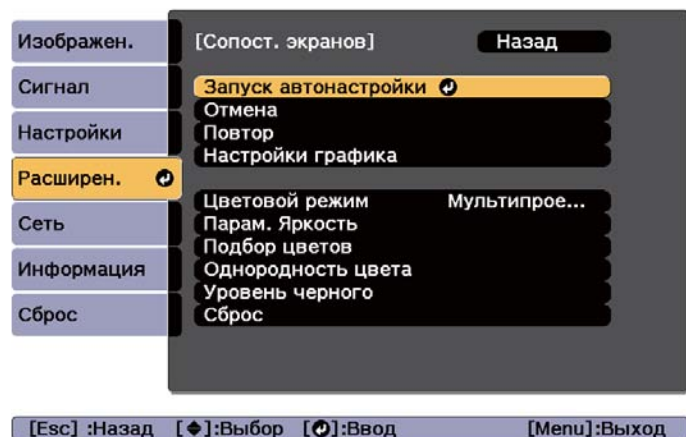 Изображен.
Сигнал
Настройки
Расширен.
Сеть
Информация
Сброс
[Сопост. экранов] Назад
Запуск автонастройки
Отмена
Повтор
Настройки графика
Цветовой режим Мультипрое...
Парам. Яркость
Подбор цветов
Однородность цвета
Уровень черного
Сброс
[Esc] :Назад [◆]:Выбор [⏎]:Ввод [Menu]:Выход